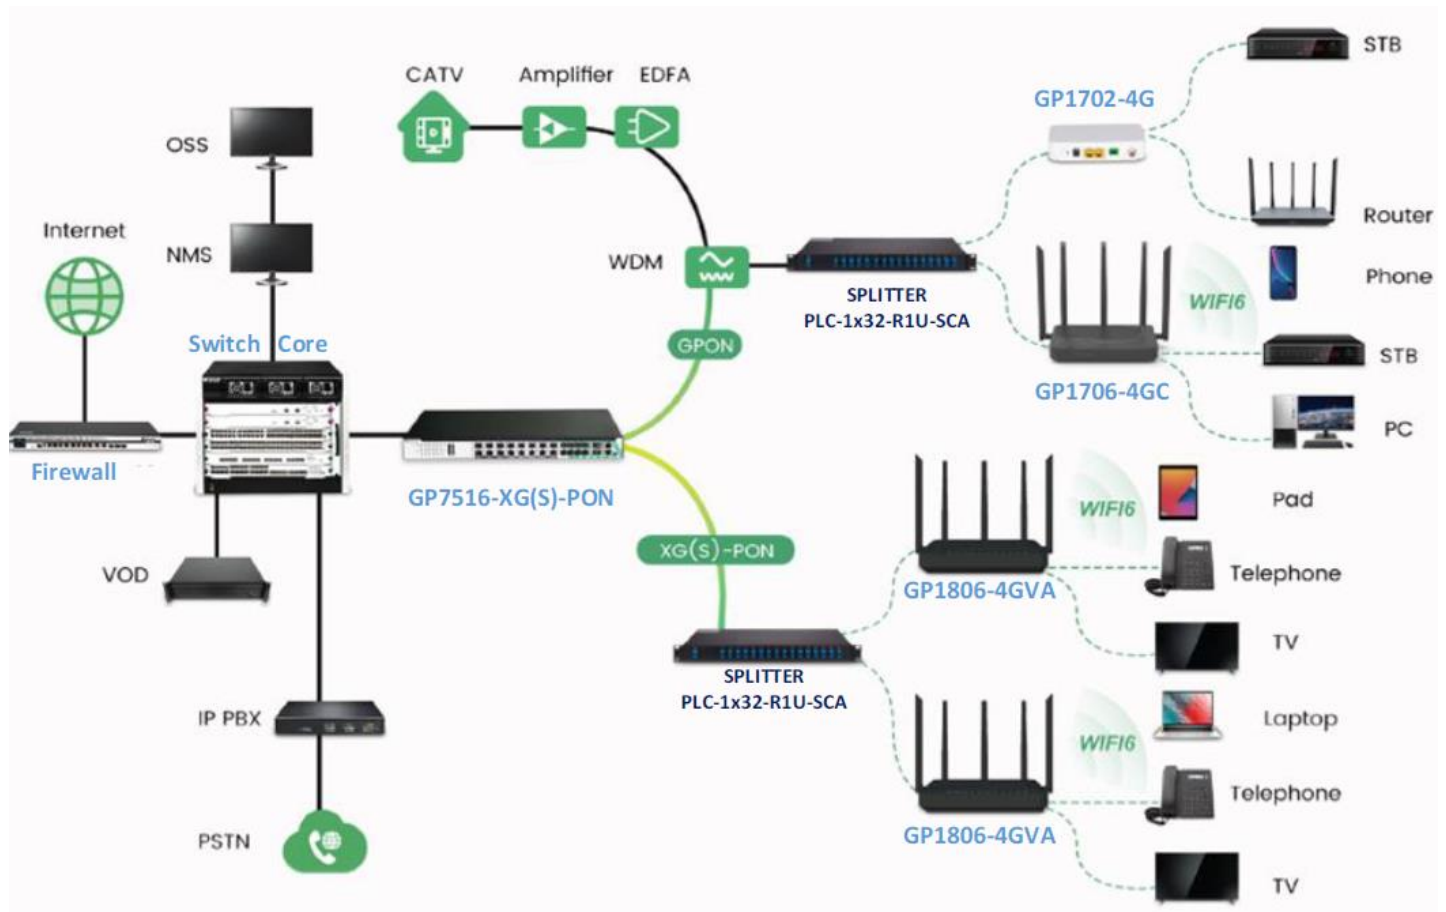 STB
CATV
Amplifier
EDFA
GP1702-4G
OSS
Internet
Router
NMS
WDM
Phone
SPLITTER
PLC-1x32-R1U-SCA
WIFI6
Switch Core
GPON
STB
GP1706-4GC
PC
Firewall
GP7516-XG(S)-PON
Pad
WIFI6
XG(S)-PON
VOD
Telephone
GP1806-4GVA
TV
SPLITTER
PLC-1x32-R1U-SCA
IP PBX
Laptop
WIFI6
Telephone
PSTN
GP1806-4GVA
TV